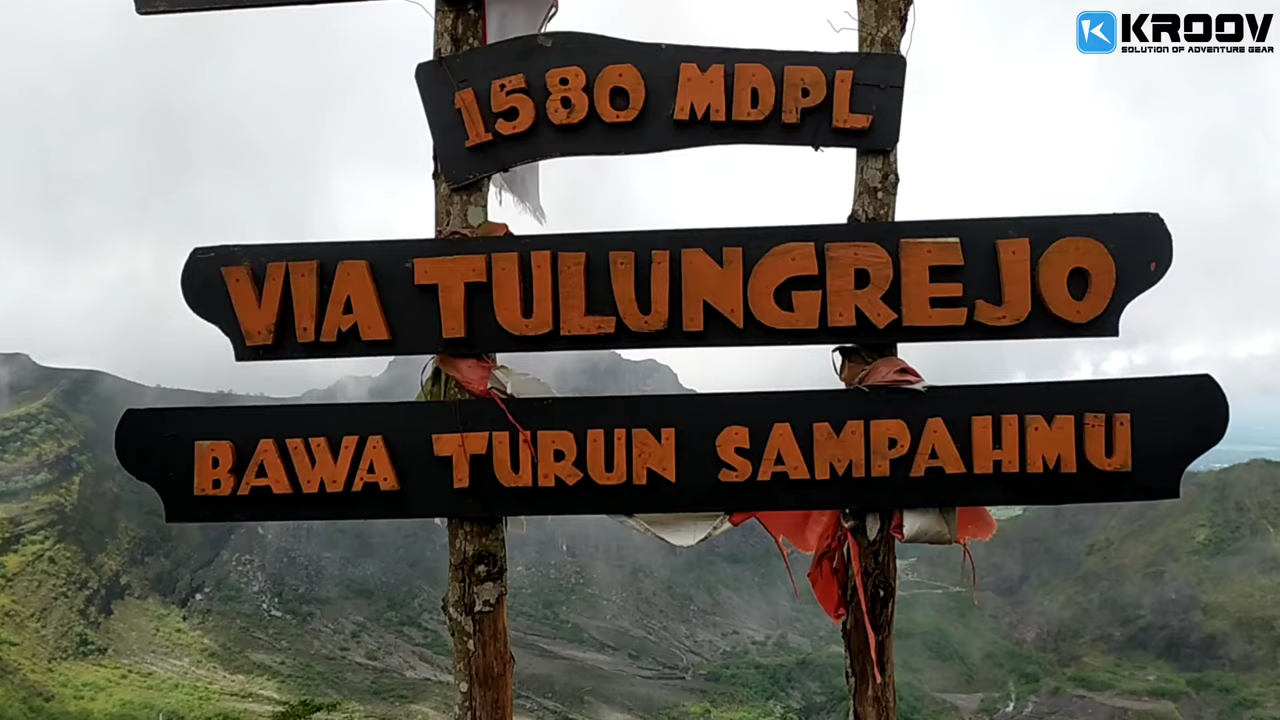 KROOV
SOLUTION OF ADVENTURE GEAR
1580 MDPL
VIA TULUNGREJO
BAWA TURUN SAMPAHMU